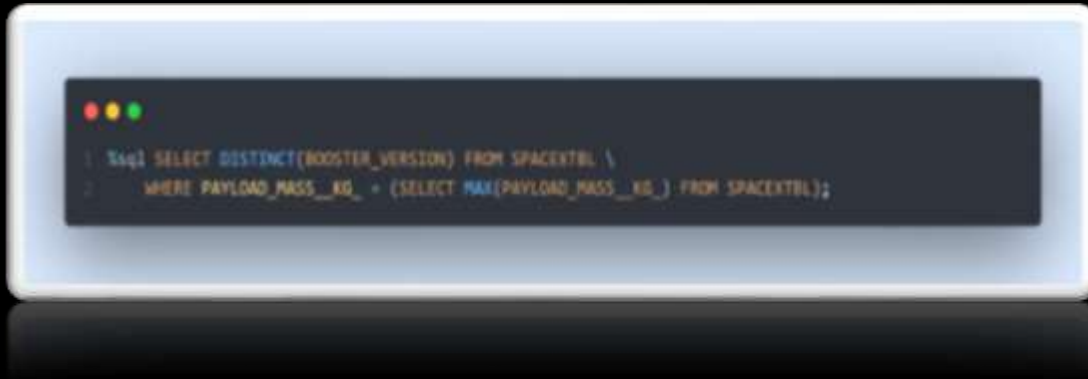 1 %sql SELECT DISTINCT(BOOSTER_VERSION) FROM SPACEXTBL \
2 WHERE PAYLOAD_MASS__KG_ = (SELECT MAX(PAYLOAD_MASS__KG_) FROM SPACEXTBL);